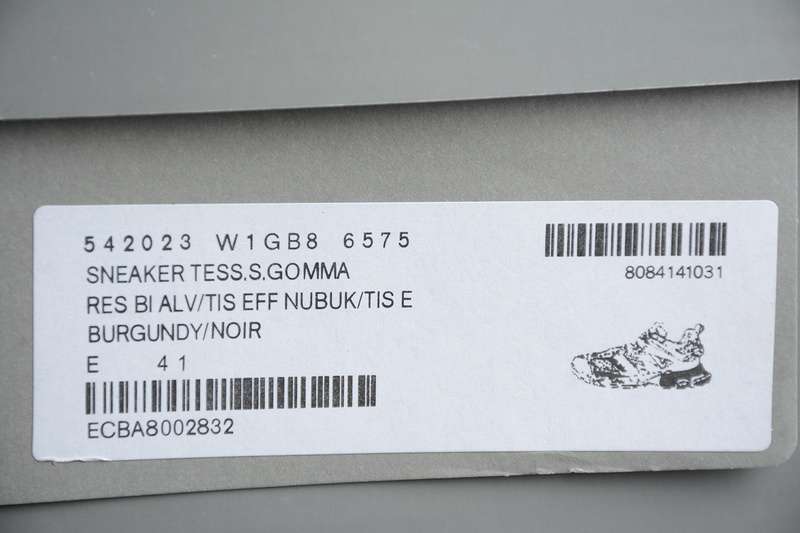 542023 W1GB8 6575
SNEAKER TESS.S.GOMMA
RES BI ALV/TIS EFF NUBUK/TIS E
BURGUNDY/NOIR
E 41
ECBA8002832
8084141031